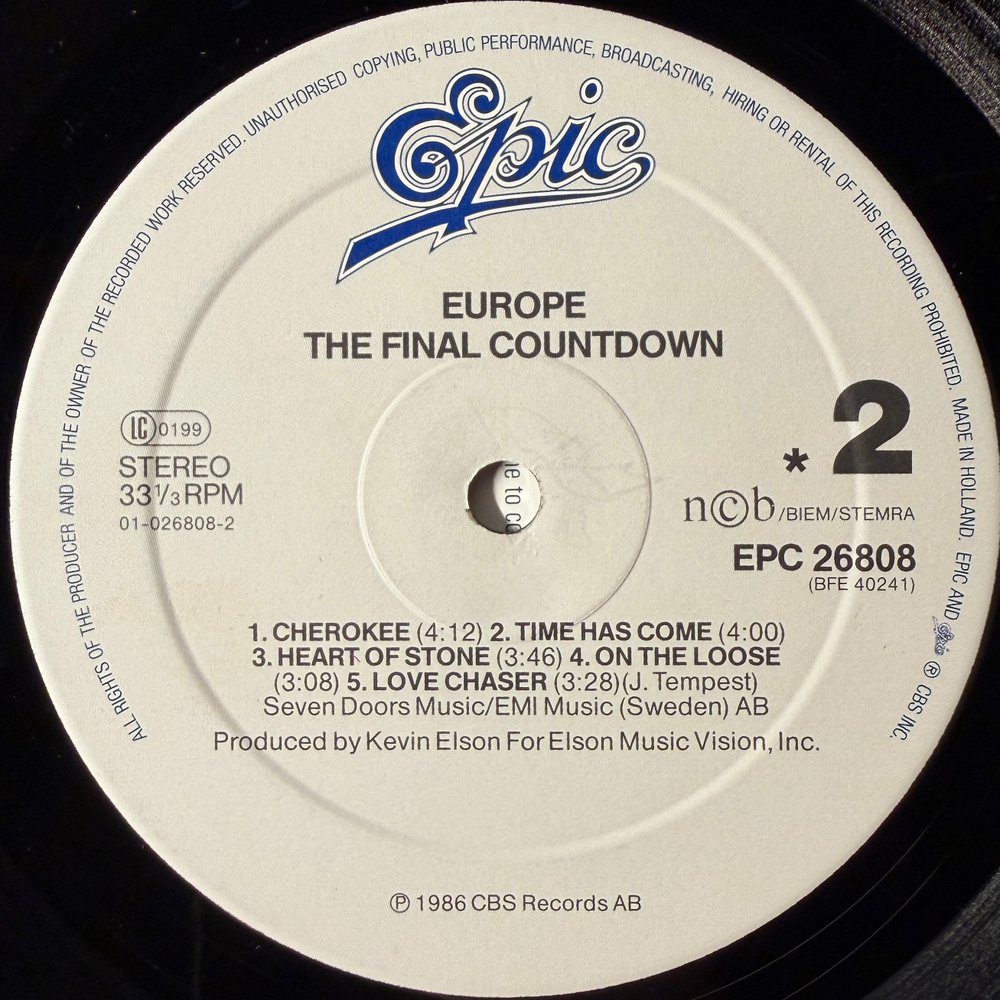 ALL RIGHTS OF THE PRODUCER AND OF THE OWNER OF THE RECORDED WORK RESERVED. UNAUTHORISED COPYING, PUBLIC PERFORMANCE, BROADCASTING, HIRING OR RENTAL OF THIS RECORDING PROHIBITED. MADE IN HOLLAND. EPIC AND ℗ CBS INC.
Epic
EUROPE
THE FINAL COUNTDOWN
LC 0199
STEREO
33 1/3 RPM
01-026808-2
* 2
n©b/BIEM/STEMRA
EPC 26808
(BFE 40241)
1. CHEROKEE (4:12) 2. TIME HAS COME (4:00)
3. HEART OF STONE (3:46) 4. ON THE LOOSE
(3:08) 5. LOVE CHASER (3:28)(J. Tempest)
Seven Doors Music/EMI Music (Sweden) AB
Produced by Kevin Elson For Elson Music Vision, Inc.
℗ 1986 CBS Records AB